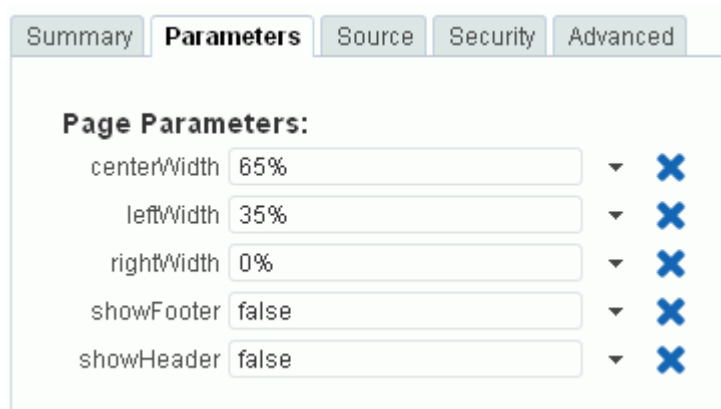 Summary Parameters Source Security Advanced
Page Parameters:
centerWidth 65%
leftWidth 35%
rightWidth 0%
showFooter false
showHeader false